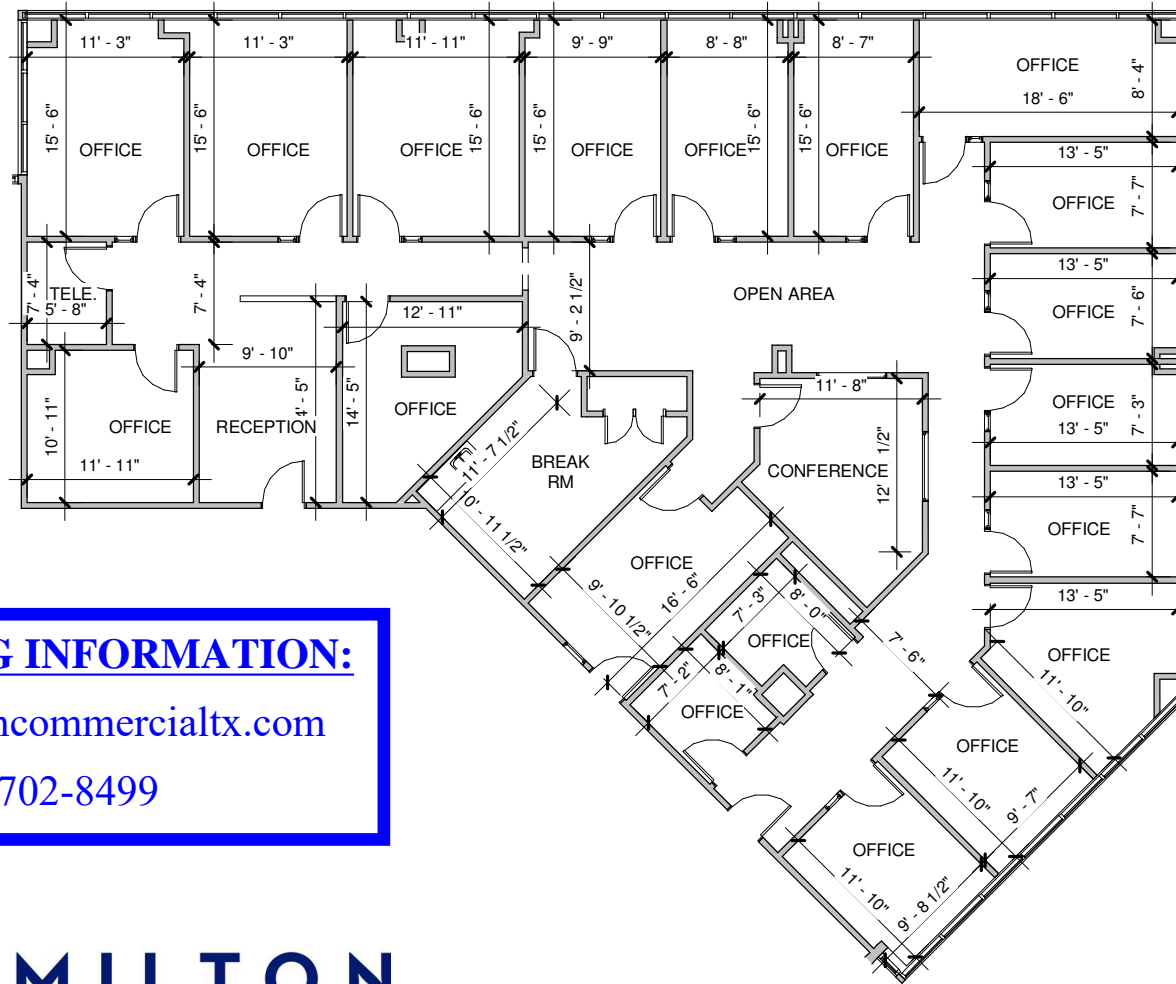 11' - 3"
11' - 3"
11' - 11"
9' - 9"
8' - 8"
8' - 7"
OFFICE
8' - 4"
18' - 6"
15' - 6"
OFFICE
15' - 6"
OFFICE
OFFICE
15' - 6"
15' - 6"
OFFICE
OFFICE
15' - 6"
15' - 6"
OFFICE
13' - 5"
OFFICE
7' - 7"
13' - 5"
OFFICE
7' - 6"
7' - 4"
TELE.
5' - 8"
7' - 4"
9' - 2 1/2"
OPEN AREA
12' - 11"
9' - 10"
11' - 8"
OFFICE
13' - 5"
7' - 3"
10' - 11"
OFFICE
11' - 11"
RECEPTION
14' - 5"
OFFICE
11' - 7 1/2"
BREAK
RM
10' - 11 1/2"
CONFERENCE
12' 1/2"
13' - 5"
OFFICE
7' - 7"
OFFICE
9' - 10 1/2"
16' - 6"
7' - 3"
8' - 0"
OFFICE
7' - 6"
13' - 5"
OFFICE
11' - 10"
7' - 2"
8' - 1"
OFFICE
OFFICE
11' - 10"
9' - 7"
OFFICE
11' - 10"
9' - 8 1/2"
G INFORMATION:
ncommercialtx.com
702-8499
MILTON